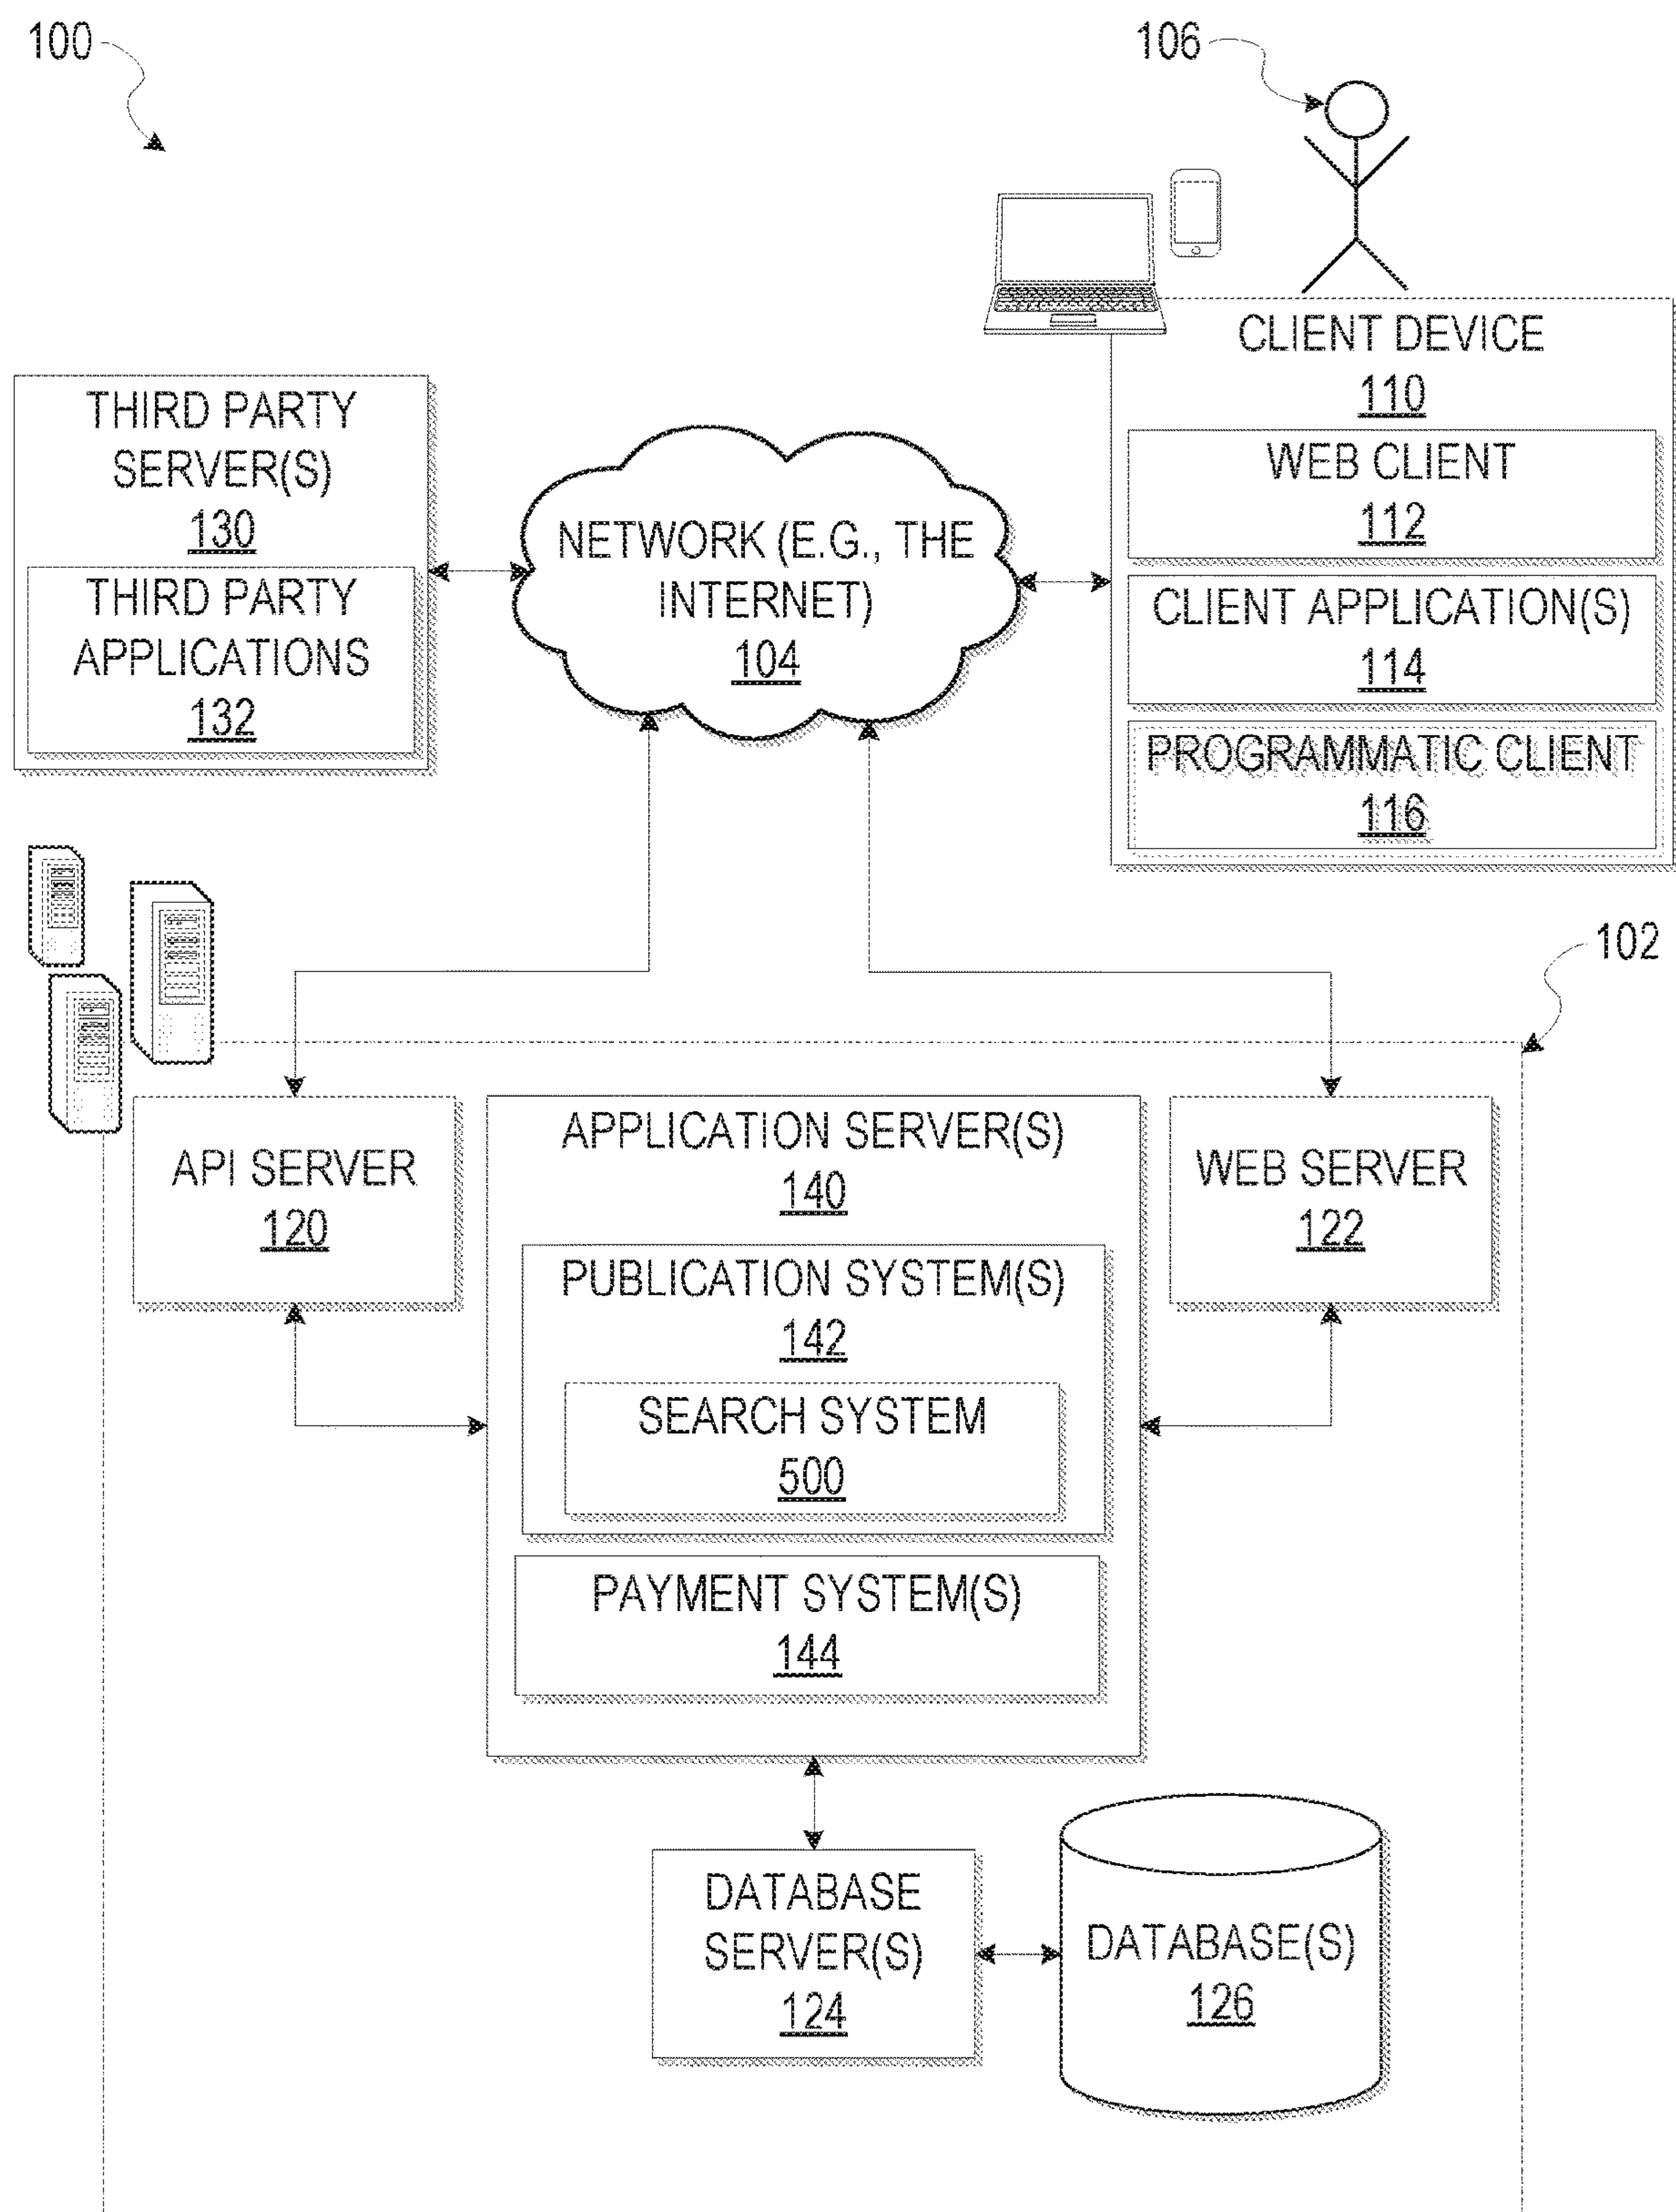 100
106
CLIENT DEVICE
110
WEB CLIENT
112
CLIENT APPLICATION(S)
114
PROGRAMMATIC CLIENT
116
THIRD PARTY
SERVER(S)
130
THIRD PARTY
APPLICATIONS
132
NETWORK (E.G., THE
INTERNET)
104
102
API SERVER
120
APPLICATION SERVER(S)
140
PUBLICATION SYSTEM(S)
142
SEARCH SYSTEM
500
PAYMENT SYSTEM(S)
144
WEB SERVER
122
DATABASE
SERVER(S)
124
DATABASE(S)
126